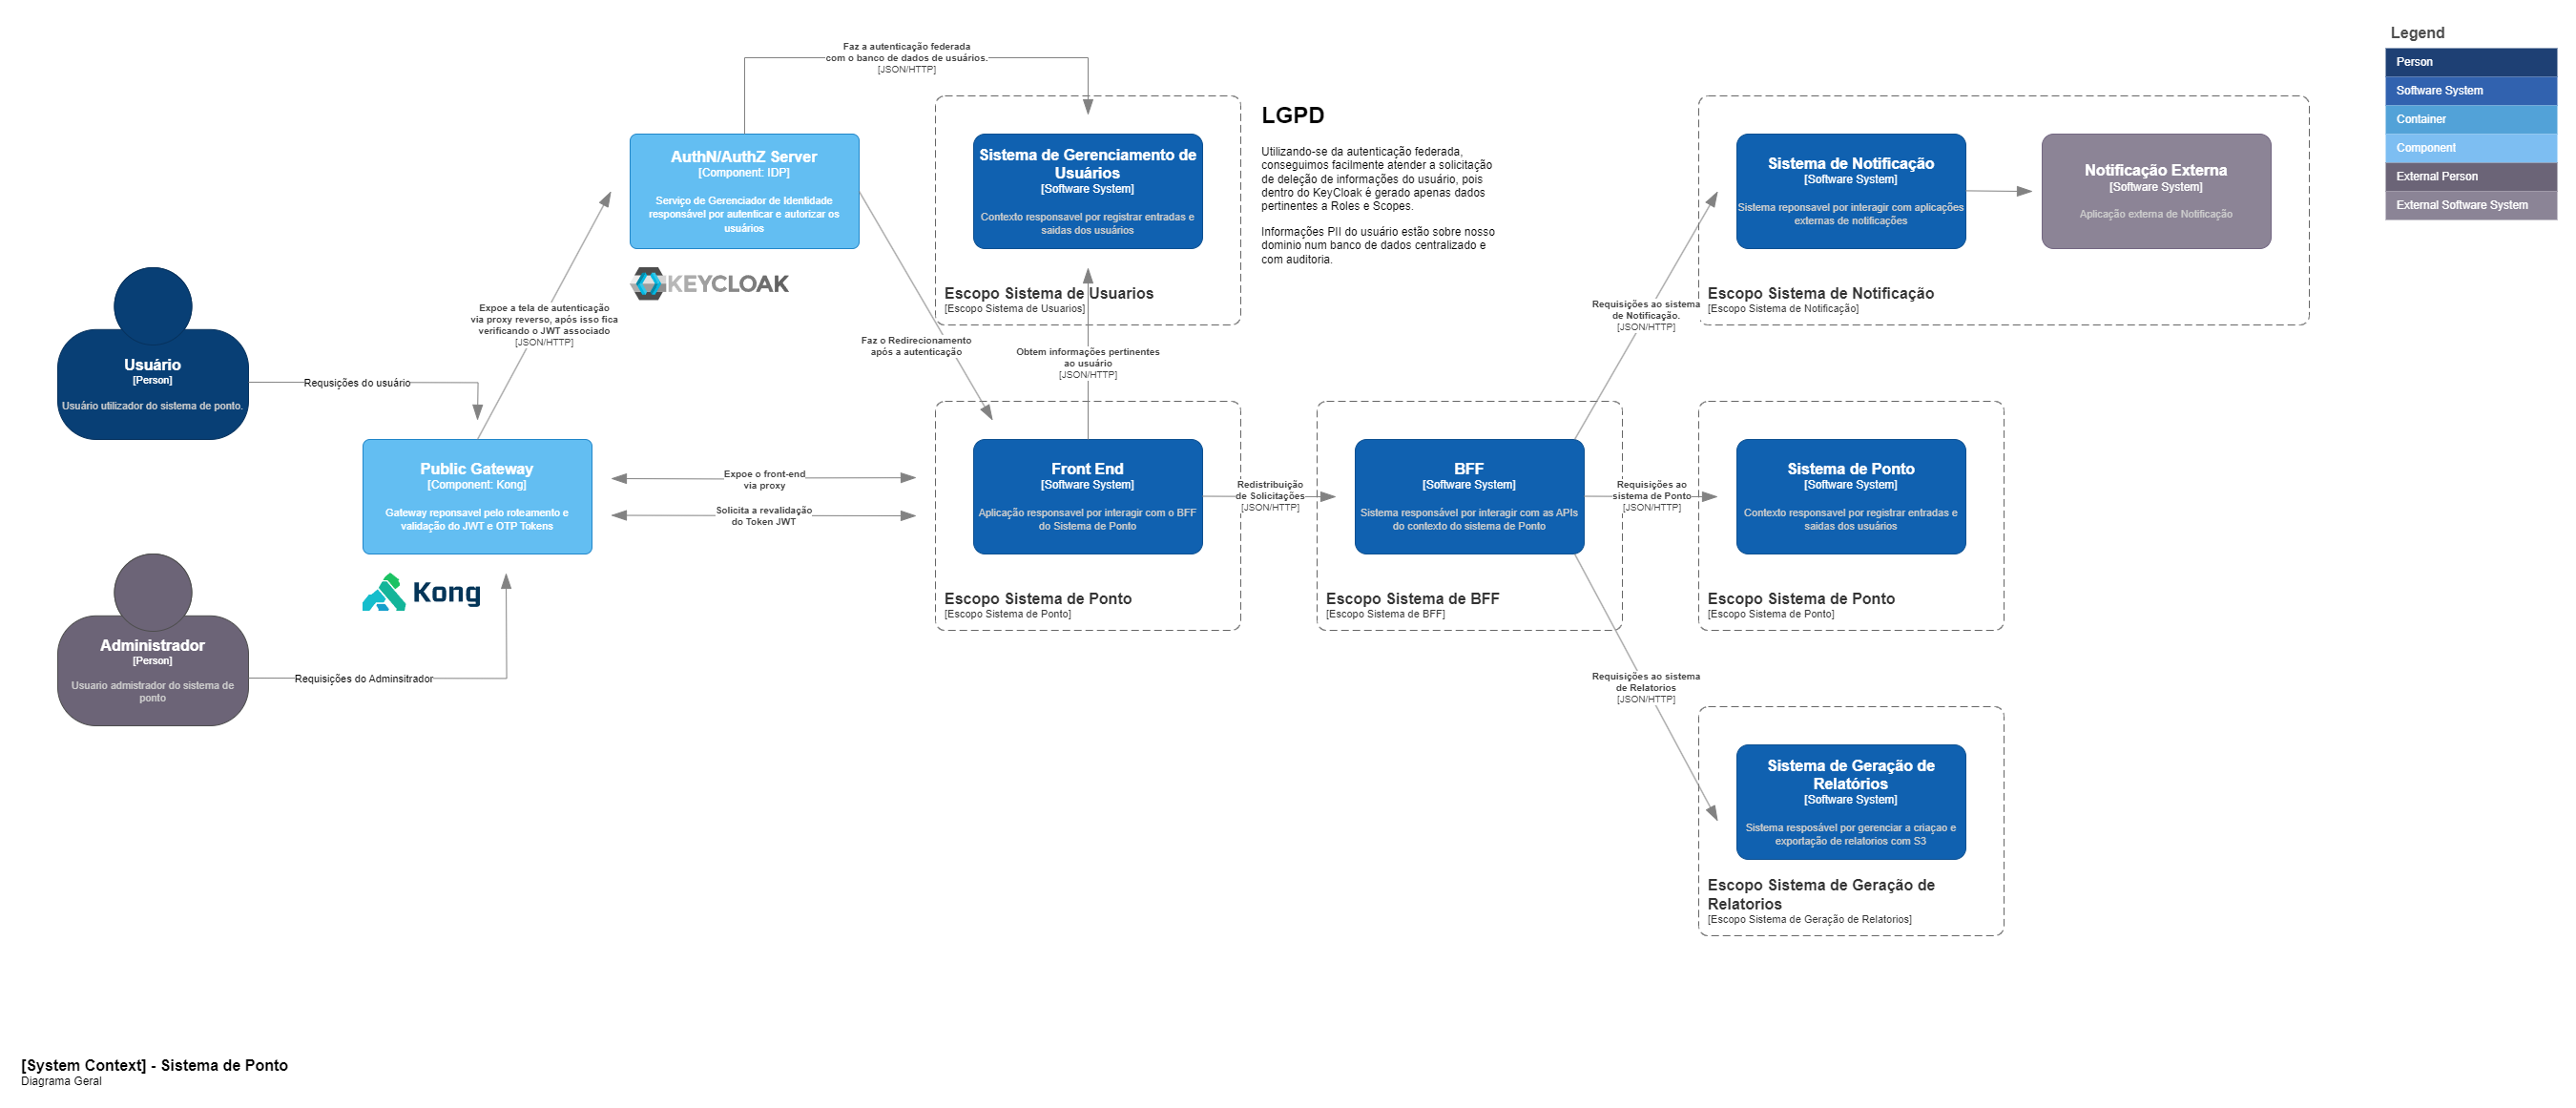 Legend
Person
Software System
Container
Component
External Person
External Software System
Faz a autenticação federada
com o banco de dados de usuários.
[JSON/HTTP]
AuthN/AuthZ Server
[Component: IDP]
Serviço de Gerenciador de Identidade
responsável por autenticar e autorizar os
usuários
KEYCLOAK
Sistema de Gerenciamento de
Usuários
[Software System]
Contexto responsavel por registrar entradas e
saidas dos usuários
Escopo Sistema de Usuarios
[Escopo Sistema de Usuarios]
LGPD
Utilizando-se da autenticação federada,
conseguimos facilmente atender a solicitação
de deleção de informações do usuário, pois
dentro do KeyCloak é gerado apenas dados
pertinentes a Roles e Scopes.
Informações PII do usuário estão sobre nosso
dominio num banco de dados centralizado e
com auditoria.
Sistema de Notificação
[Software System]
Sistema reponsavel por interagir com aplicações
externas de notificações
Notificação Externa
[Software System]
Aplicação externa de Notificação
Escopo Sistema de Notificação
[Escopo Sistema de Notificação]
Expoe a tela de autenticação
via proxy reverso, após isso fica
verificando o JWT associado
[JSON/HTTP]
Faz o Redirecionamento
após a autenticação
Obtem informações pertinentes
ao usuário
[JSON/HTTP]
Requisições ao sistema
de Notificação.
[JSON/HTTP]
Usuário
[Person]
Usuário utilizador do sistema de ponto.
Requsições do usuário
Public Gateway
[Component: Kong]
Gateway reponsavel pelo roteamento e
validação do JWT e OTP Tokens
Kong
Expoe o front-end
via proxy
Solicita a revalidação
do Token JWT
Front End
[Software System]
Aplicação responsavel por interagir com o BFF
do Sistema de Ponto
Escopo Sistema de Ponto
[Escopo Sistema de Ponto]
Redistribuição
de Solicitações
[JSON/HTTP]
BFF
[Software System]
Sistema responsável por interagir com as APIs
do contexto do sistema de Ponto
Escopo Sistema de BFF
[Escopo Sistema de BFF]
Requisições ao
sistema de Ponto
[JSON/HTTP]
Sistema de Ponto
[Software System]
Contexto responsavel por registrar entradas e
saidas dos usuários
Escopo Sistema de Ponto
[Escopo Sistema de Ponto]
Administrador
[Person]
Usuario admistrador do sistema de
ponto
Requisições do Adminsitrador
Requisições ao sistema
de Relatorios
[JSON/HTTP]
Sistema de Geração de
Relatórios
[Software System]
Sistema resposável por gerenciar a criaçao e
exportação de relatorios com S3
Escopo Sistema de Geração de
Relatorios
[Escopo Sistema de Geração de Relatorios]
[System Context] - Sistema de Ponto
Diagrama Geral